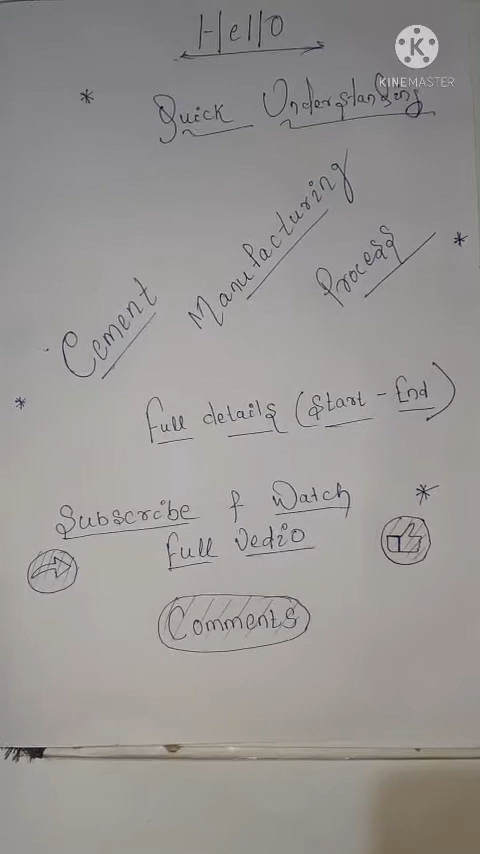 Hello
K
KINEMASTER
* Quick Understanding
Cement Manufacturing Process *
* Full details (Start - End)
Subscribe & Watch *
Full Vedio
Comments